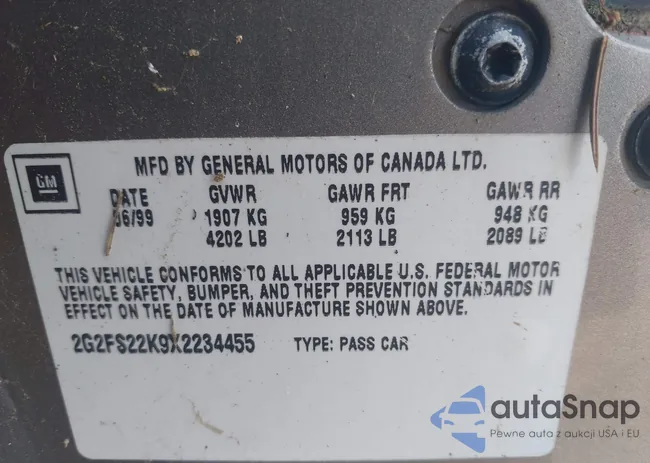 GM
MFD BY GENERAL MOTORS OF CANADA LTD.
DATE GVWR GAWR FRT GAWR RR
06/99 1907 KG 959 KG 948 KG
4202 LB 2113 LB 2089 LB
THIS VEHICLE CONFORMS TO ALL APPLICABLE U.S. FEDERAL MOTOR
VEHICLE SAFETY, BUMPER, AND THEFT PREVENTION STANDARDS IN
EFFECT ON THE DATE OF MANUFACTURE SHOWN ABOVE.
2G2FS22K9X2234455 TYPE: PASS CAR
autaSnap
Pewne auta z aukcji USA i EU